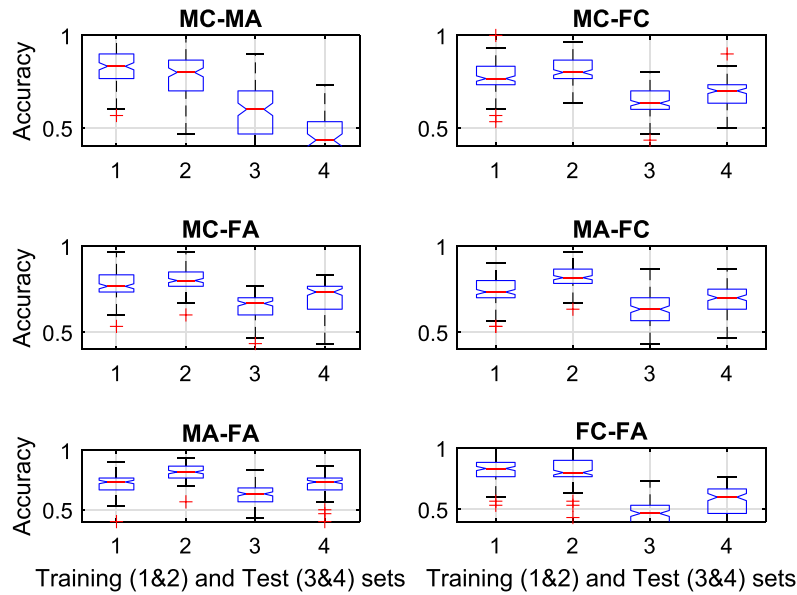 MC-MA
MC-FC
Accuracy
1
0.5
1 2 3 4
1
0.5
1 2 3 4
MC-FA
MA-FC
Accuracy
1
0.5
1 2 3 4
1
0.5
1 2 3 4
MA-FA
FC-FA
Accuracy
1
0.5
1 2 3 4
1
0.5
1 2 3 4
Training (1&2) and Test (3&4) sets
Training (1&2) and Test (3&4) sets